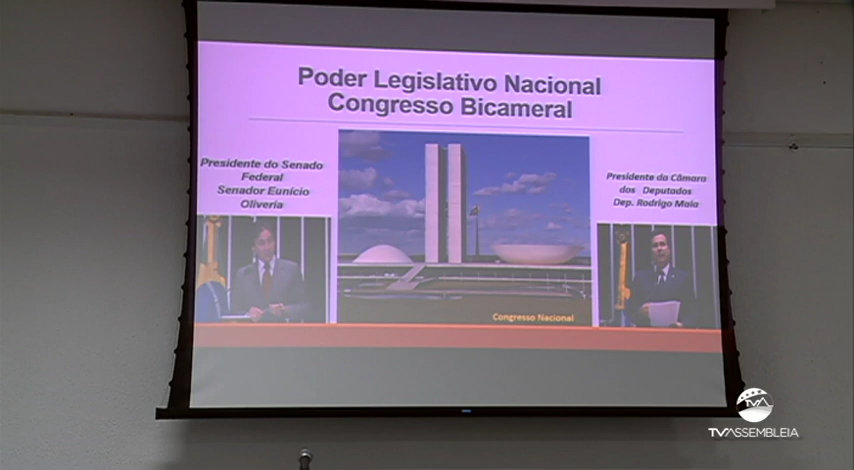 Poder Legislativo Nacional
Congresso Bicameral
Presidente do Senado
Federal
Senador Eunício
Oliveria
Presidente da Câmara
dos Deputados
Dep. Rodrigo Maia
Congresso Nacional
TVA
TVASSEMBLEIA